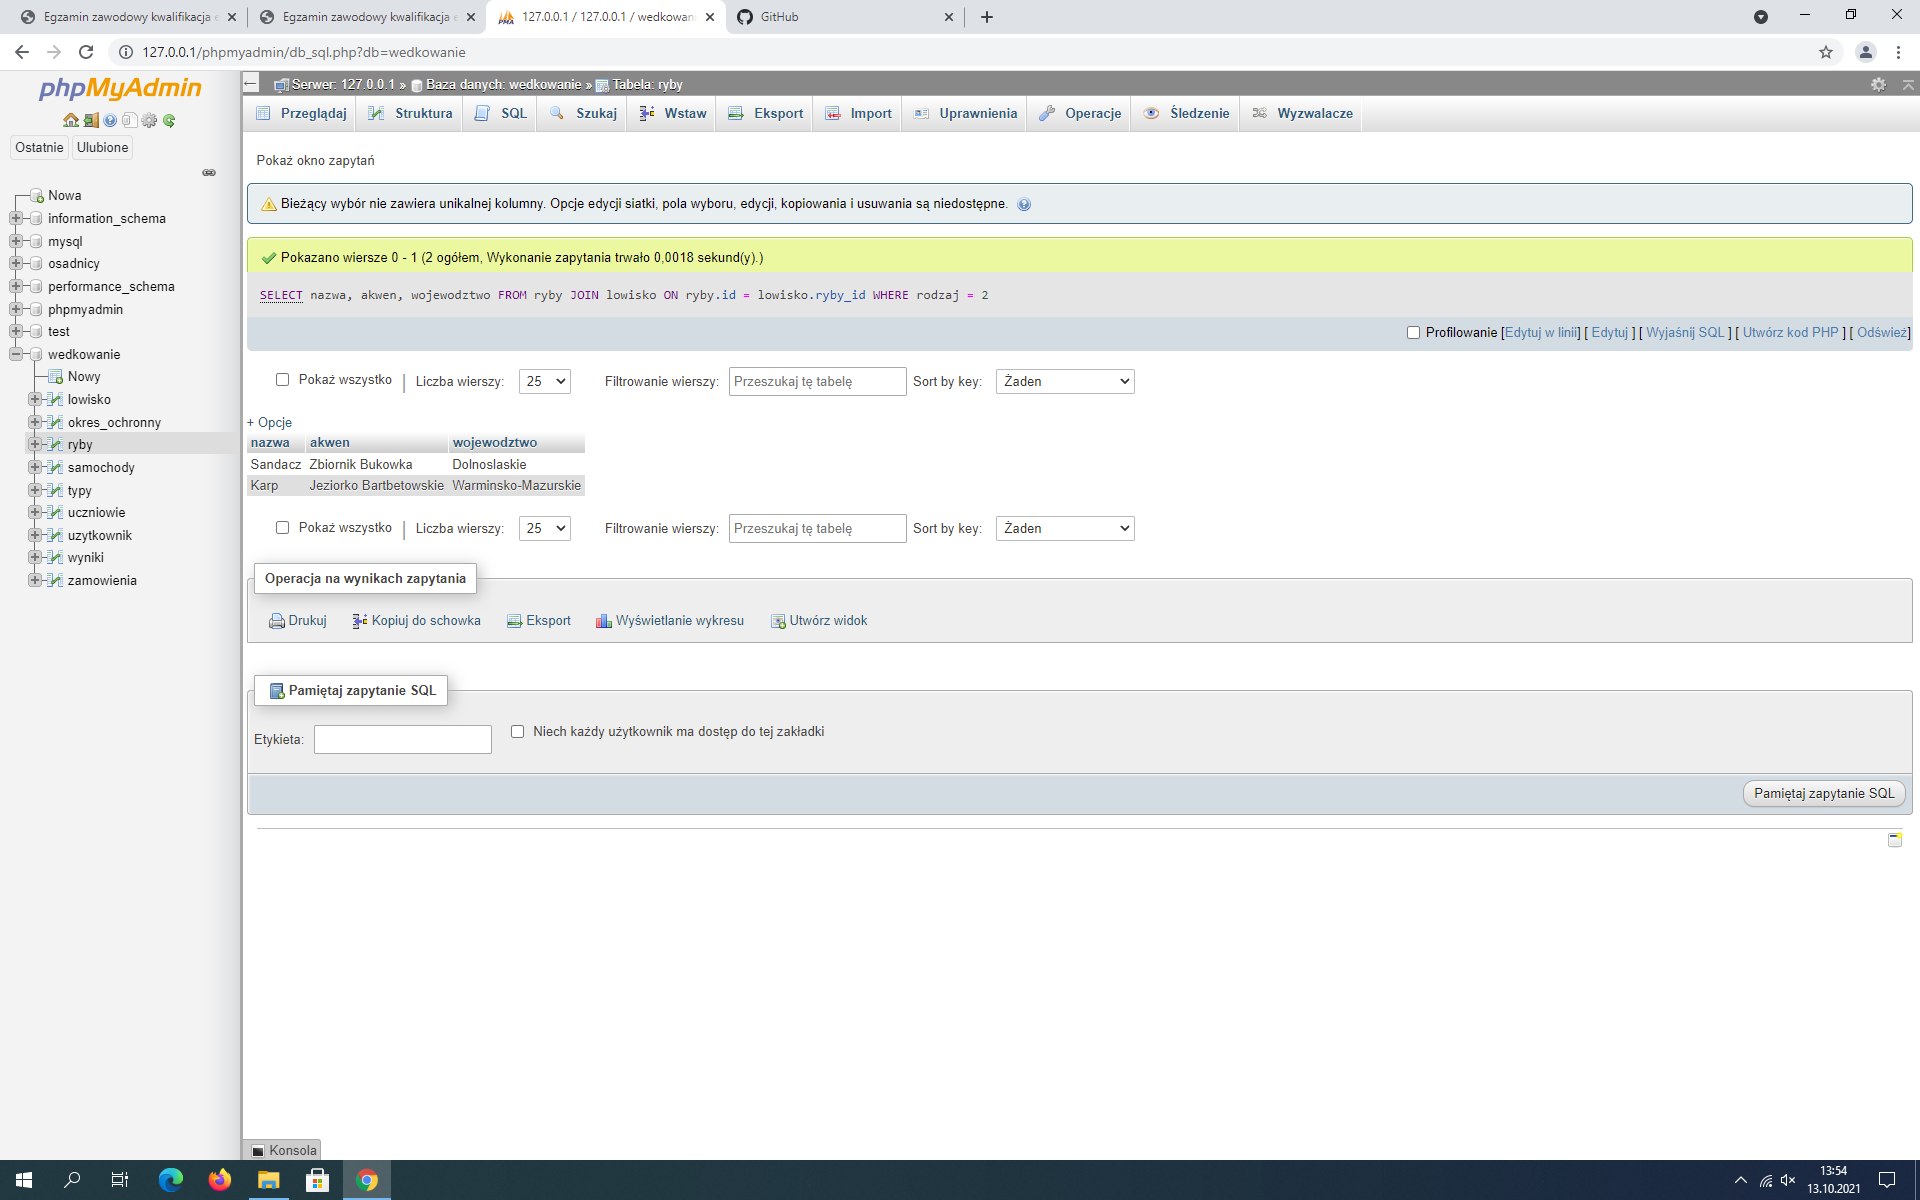 Egzamin zawodowy kwalifikacja
Egzamin zawodowy kwalifikacja
127.0.0.1 / 127.0.0.1 / wedkowan
GitHub
127.0.0.1/phpmyadmin/db_sql.php?db=wedkowanie
phpMyAdmin
Ostatnie
Ulubione
Nowa
information_schema
mysql
osadnicy
performance_schema
phpmyadmin
test
wedkowanie
Nowy
lowisko
okres_ochronny
ryby
samochody
typy
uczniowie
uzytkownik
wyniki
zamowienia
Serwer: 127.0.0.1 » Baza danych: wedkowanie » Tabela: ryby
Przeglądaj Struktura SQL Szukaj Wstaw Eksport Import Uprawnienia Operacje Śledzenie Wyzwalacze
Pokaż okno zapytań
Bieżący wybór nie zawiera unikalnej kolumny. Opcje edycji siatki, pola wyboru, edycji, kopiowania i usuwania są niedostępne.
Pokazano wiersze 0 - 1 (2 ogółem, Wykonanie zapytania trwało 0,0018 sekund(y).)
SELECT nazwa, akwen, wojewodztwo FROM ryby JOIN lowisko ON ryby.id = lowisko.ryby_id WHERE rodzaj = 2
Profilowanie [Edytuj w linii] [ Edytuj ] [ Wyjaśnij SQL ] [ Utwórz kod PHP ] [ Odśwież]
Pokaż wszystko | Liczba wierszy: 25 Filtrowanie wierszy: Przeszukaj tę tabelę Sort by key: Żaden
+ Opcje
nazwa akwen wojewodztwo
Sandacz Zbiornik Bukowka Dolnoslaskie
Karp Jeziorko Bartbetowskie Warminsko-Mazurskie
Pokaż wszystko | Liczba wierszy: 25 Filtrowanie wierszy: Przeszukaj tę tabelę Sort by key: Żaden
Operacja na wynikach zapytania
Drukuj Kopiuj do schowka Eksport Wyświetlanie wykresu Utwórz widok
Pamiętaj zapytanie SQL
Etykieta: Niech każdy użytkownik ma dostęp do tej zakładki
Pamiętaj zapytanie SQL
Konsola
13:54
13.10.2021